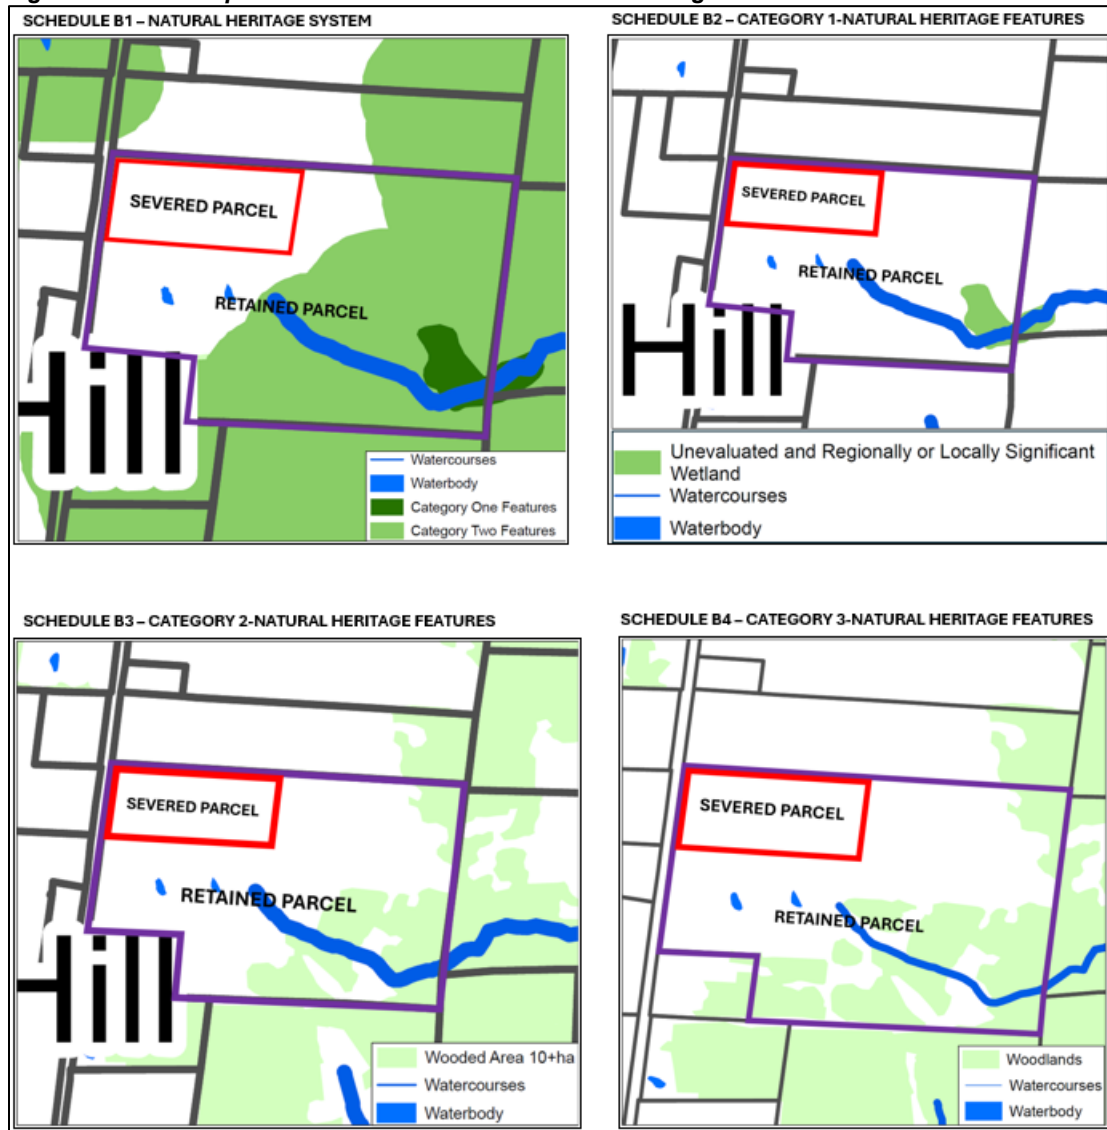 SCHEDULE B1 – NATURAL HERITAGE SYSTEM
SEVERED PARCEL
RETAINED PARCEL
Hill
Watercourses
Waterbody
Category One Features
Category Two Features
SCHEDULE B2 – CATEGORY 1-NATURAL HERITAGE FEATURES
SEVERED PARCEL
RETAINED PARCEL
Hill
Unevaluated and Regionally or Locally Significant
Wetland
Watercourses
Waterbody
SCHEDULE B3 – CATEGORY 2-NATURAL HERITAGE FEATURES
SEVERED PARCEL
RETAINED PARCEL
Hill
Wooded Area 10+ha
Watercourses
Waterbody
SCHEDULE B4 – CATEGORY 3-NATURAL HERITAGE FEATURES
SEVERED PARCEL
RETAINED PARCEL
Woodlands
Watercourses
Waterbody